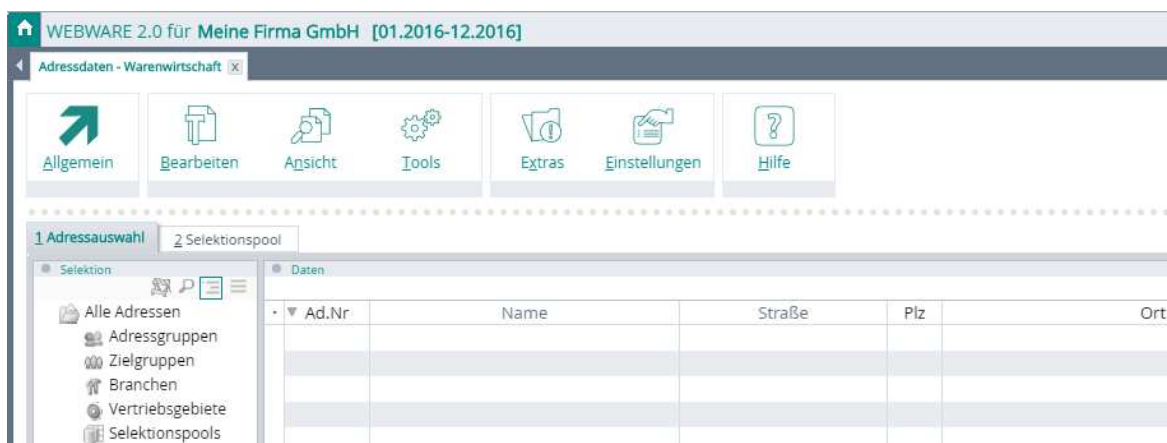 WEBWARE 2.0 für Meine Firma GmbH [01.2016-12.2016]
Adressdaten - Warenwirtschaft x
Allgemein Bearbeiten Ansicht Tools Extras Einstellungen Hilfe
1 Adressauswahl 2 Selektionspool
Selektion Daten
Alle Adressen
Ad.Nr Name Straße Plz Ort
Adressgruppen
Zielgruppen
Branchen
Vertriebsgebiete
Selektionspools